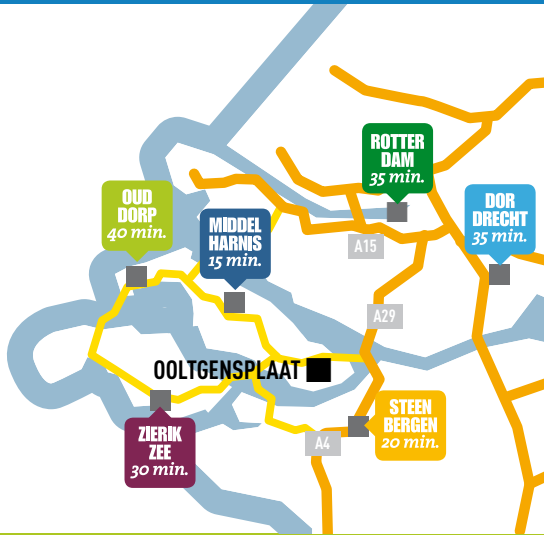 ROTTER
DAM
35 min.
OUD
DORP
40 min.
DOR
DRECHT
35 min.
MIDDEL
HARNIS
15 min.
A15
A29
OOLTGENSPLAAT
STEEN
BERGEN
20 min.
A4
ZIERIK
ZEE
30 min.